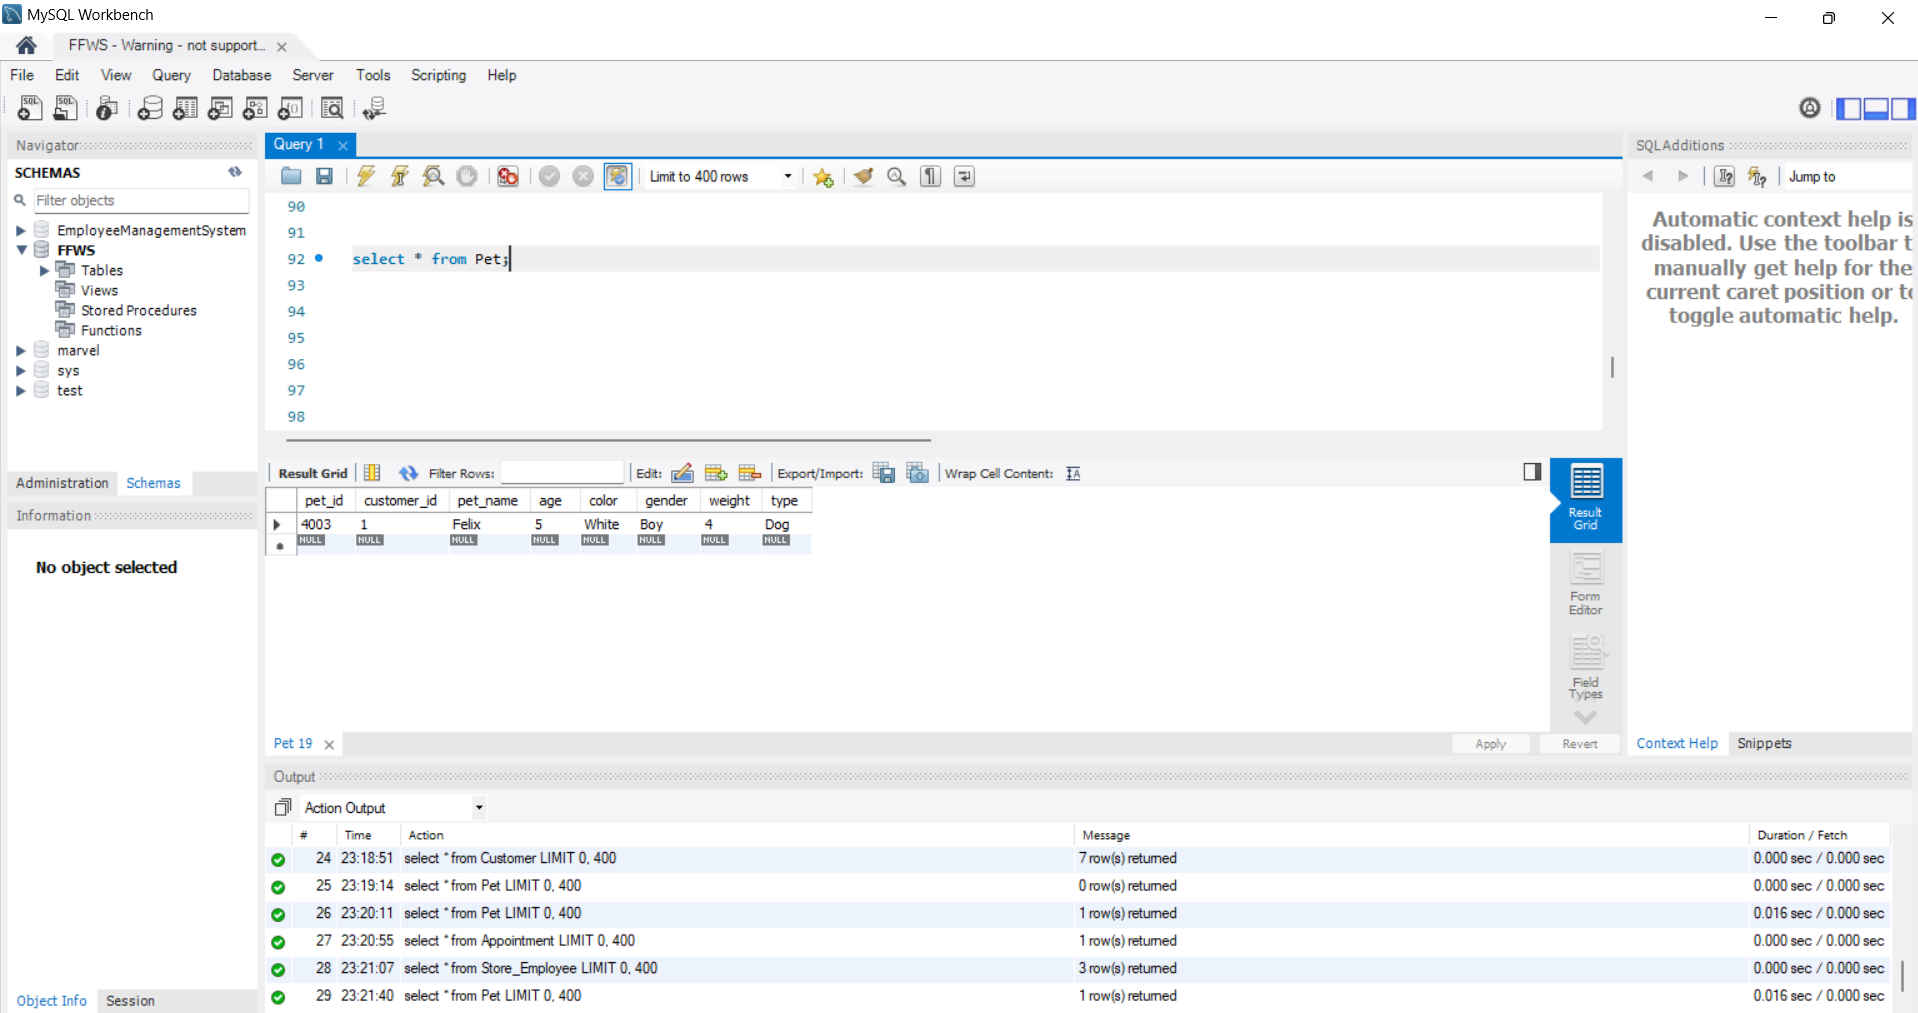 MySQL Workbench
FFWS - Warning - not support...
File Edit View Query Database Server Tools Scripting Help
Navigator
SCHEMAS
Filter objects
EmployeeManagementSystem
FFWS
Tables
Views
Stored Procedures
Functions
marvel
sys
test
Administration Schemas
Information
No object selected
Object Info Session
Query 1
Limit to 400 rows
90
91
92 select * from Pet;
93
94
95
96
97
98
Result Grid Filter Rows: Edit: Export/Import: Wrap Cell Content:
pet_id customer_id pet_name age color gender weight type
4003 1 Felix 5 White Boy 4 Dog
NULL NULL NULL NULL NULL NULL NULL NULL
Result
Grid
Form
Editor
Field
Types
Pet 19 Apply Revert
SQLAdditions
Jump to
Automatic context help is
disabled. Use the toolbar t
manually get help for the
current caret position or to
toggle automatic help.
Context Help Snippets
Output
Action Output
# Time Action Message Duration / Fetch
24 23:18:51 select * from Customer LIMIT 0, 400 7 row(s) returned 0.000 sec / 0.000 sec
25 23:19:14 select * from Pet LIMIT 0, 400 0 row(s) returned 0.000 sec / 0.000 sec
26 23:20:11 select * from Pet LIMIT 0, 400 1 row(s) returned 0.016 sec / 0.000 sec
27 23:20:55 select * from Appointment LIMIT 0, 400 1 row(s) returned 0.000 sec / 0.000 sec
28 23:21:07 select * from Store_Employee LIMIT 0, 400 3 row(s) returned 0.000 sec / 0.000 sec
29 23:21:40 select * from Pet LIMIT 0, 400 1 row(s) returned 0.016 sec / 0.000 sec